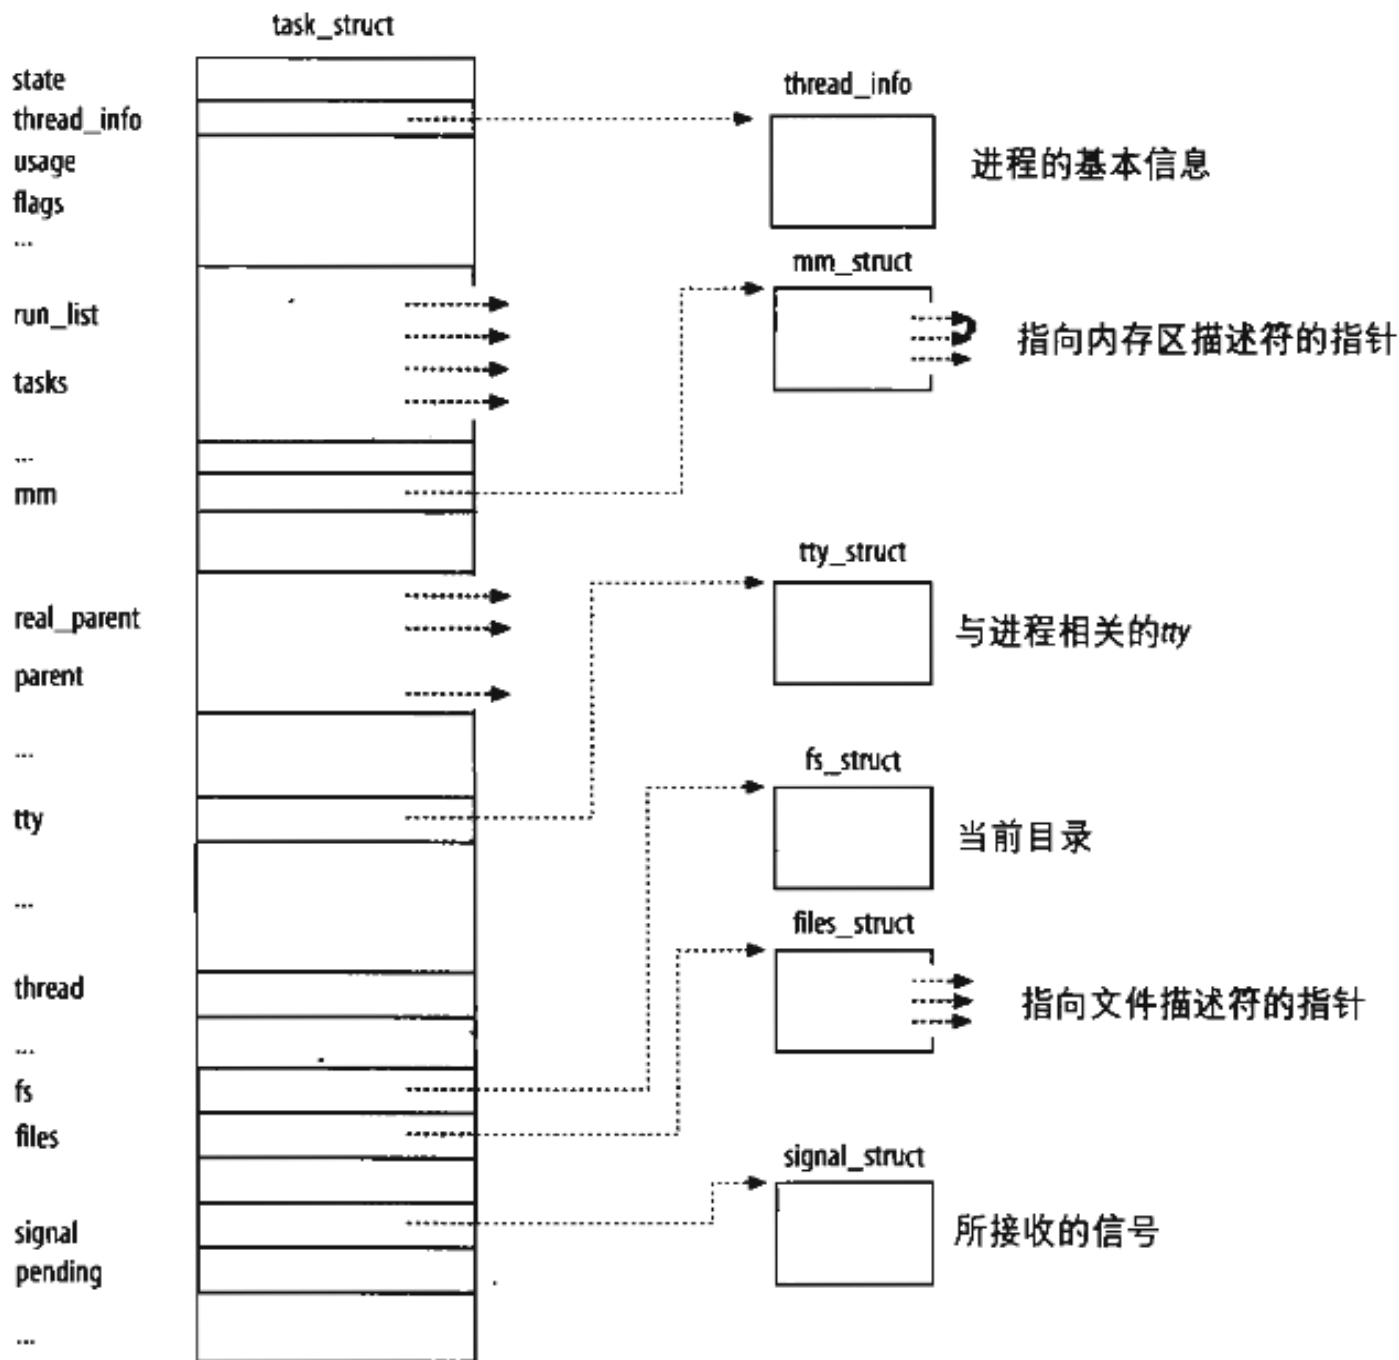 task_struct
state
thread_info
usage
flags
...
run_list
tasks
...
mm
real_parent
parent
...
tty
...
thread
...
fs
files
signal
pending
...
thread_info
进程的基本信息
mm_struct
指向内存区描述符的指针
tty_struct
与进程相关的tty
fs_struct
当前目录
files_struct
指向文件描述符的指针
signal_struct
所接收的信号